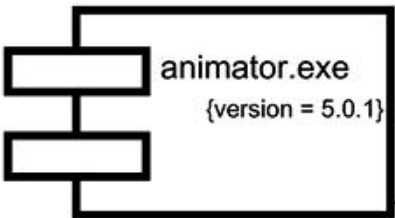 animator.exe
{version = 5.0.1}